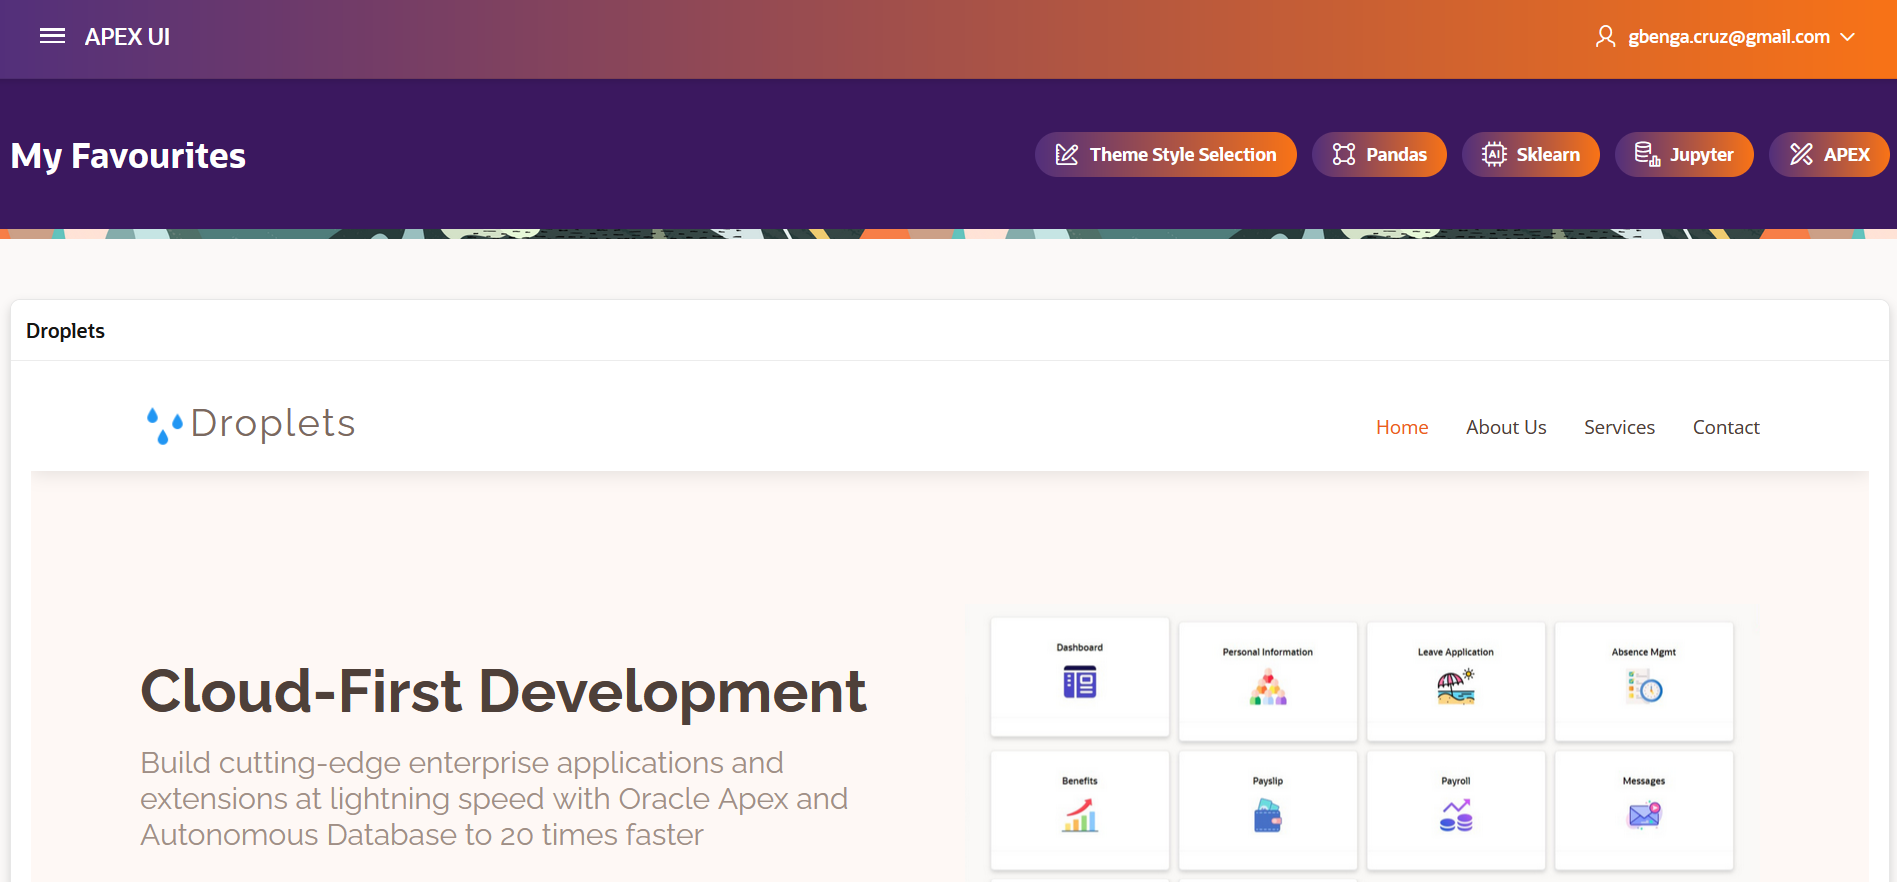 APEX UI
gbenga.cruz@gmail.com
My Favourites
Theme Style Selection
Pandas
AI
Sklearn
Jupyter
APEX
Droplets
Droplets
Home
About Us
Services
Contact
Cloud-First Development
Build cutting-edge enterprise applications and
extensions at lightning speed with Oracle Apex and
Autonomous Database to 20 times faster
Dashboard
Personal Information
Leave Application
Absence Mgmt
Benefits
Payslip
Payroll
Messages